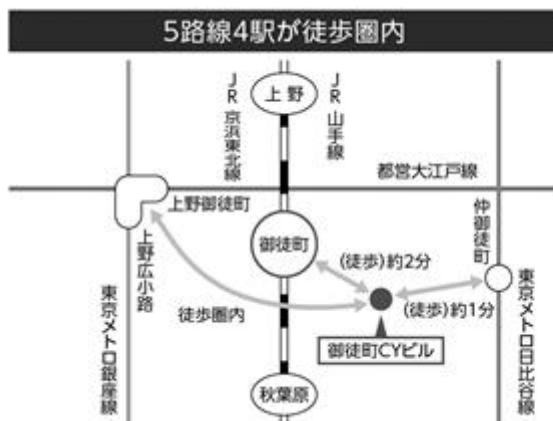 5路線4駅が徒歩圏内
上野
JR 京浜東北線
JR 山手線
都営大江戸線
上野御徒町
上野広小路
御徒町
仲御徒町
(徒歩)約2分
(徒歩)約1分
徒歩圏内
御徒町CYビル
東京メトロ銀座線
東京メトロ日比谷線
秋葉原